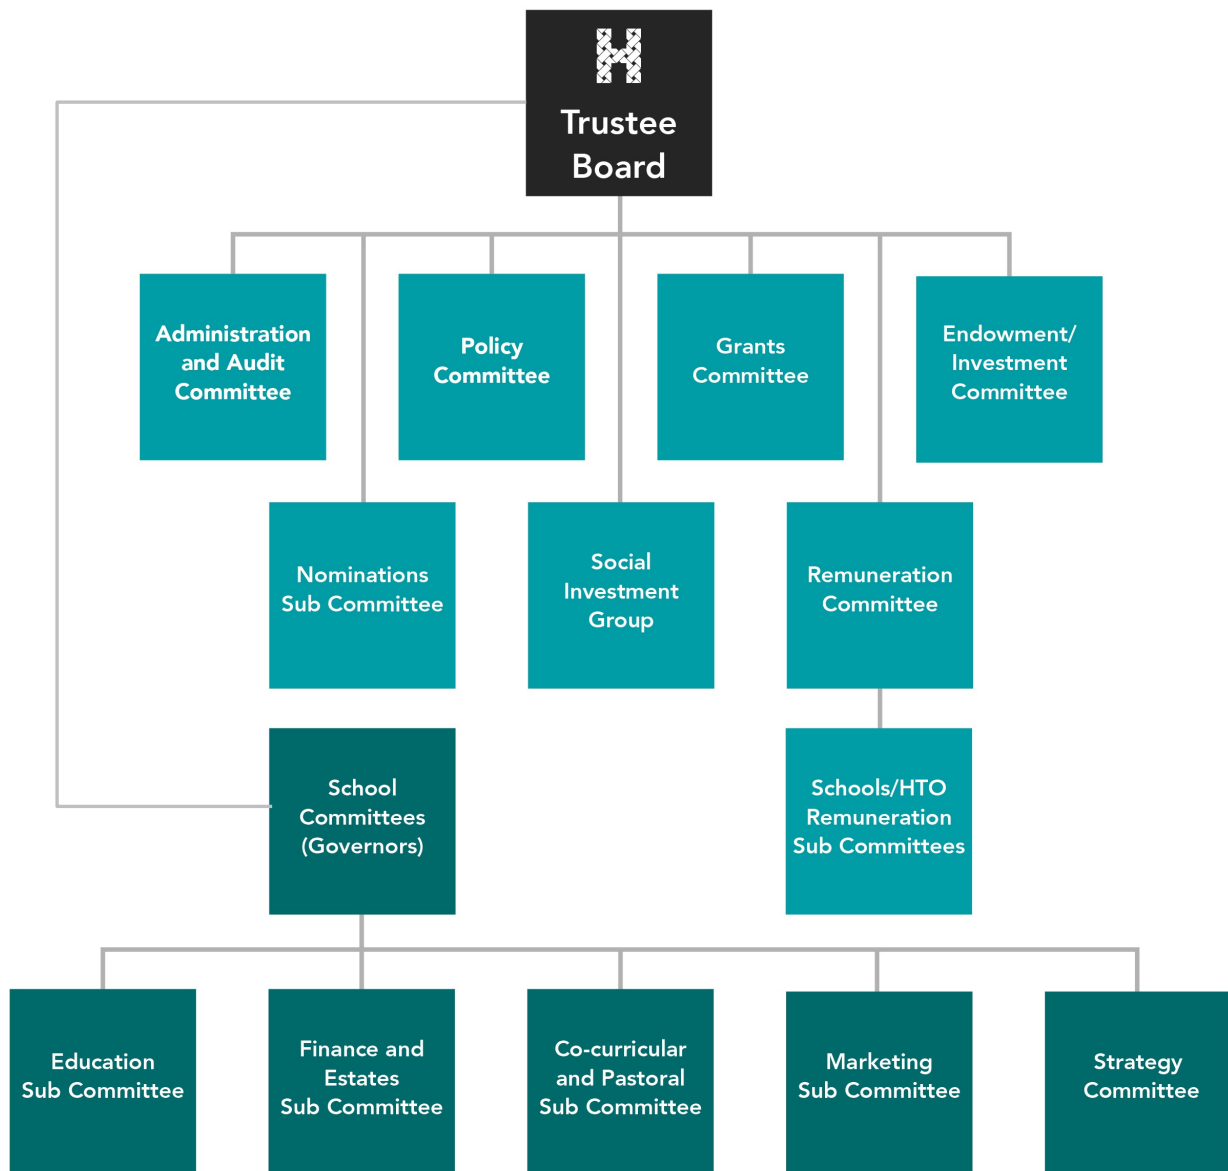 H
Trustee
Board
Administration
and Audit
Committee
Policy
Committee
Grants
Committee
Endowment/
Investment
Committee
Nominations
Sub Committee
Social
Investment
Group
Remuneration
Committee
School
Committees
(Governors)
Schools/HTO
Remuneration
Sub Committees
Education
Sub Committee
Finance and
Estates
Sub Committee
Co-curricular
and Pastoral
Sub Committee
Marketing
Sub Committee
Strategy
Committee